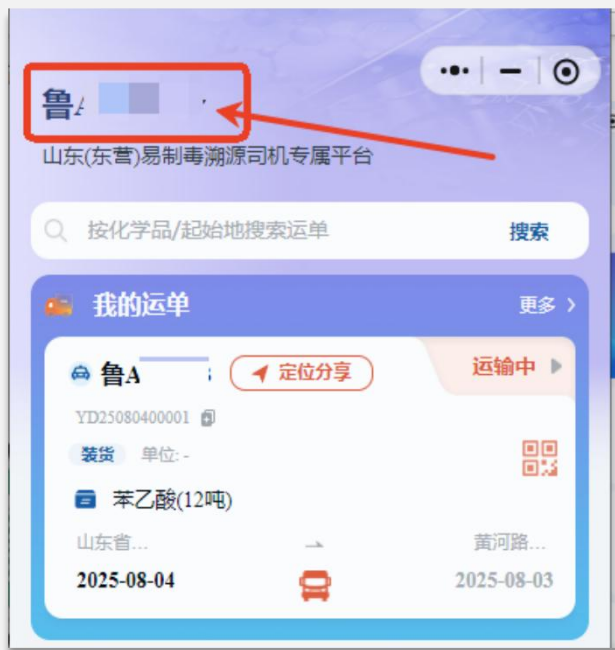 鲁A
山东(东营)易制毒溯源司机专属平台
按化学品/起始地搜索运单 搜索
我的运单 更多
鲁A 定位分享 运输中
YD25080400001
装货 单位:-
苯乙酸(12吨)
山东省... 黄河路...
2025-08-04 2025-08-03